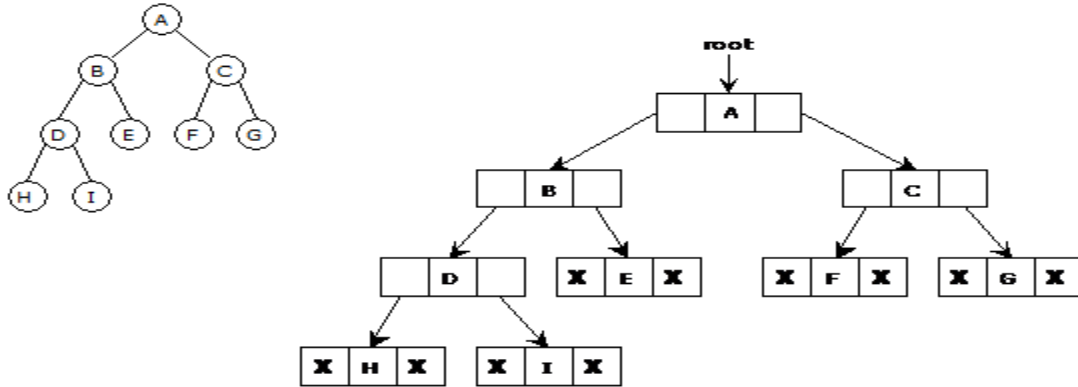 A
B C
D E F G
H I
root
A
B C
D X E X X F X X G X
X H X X I X